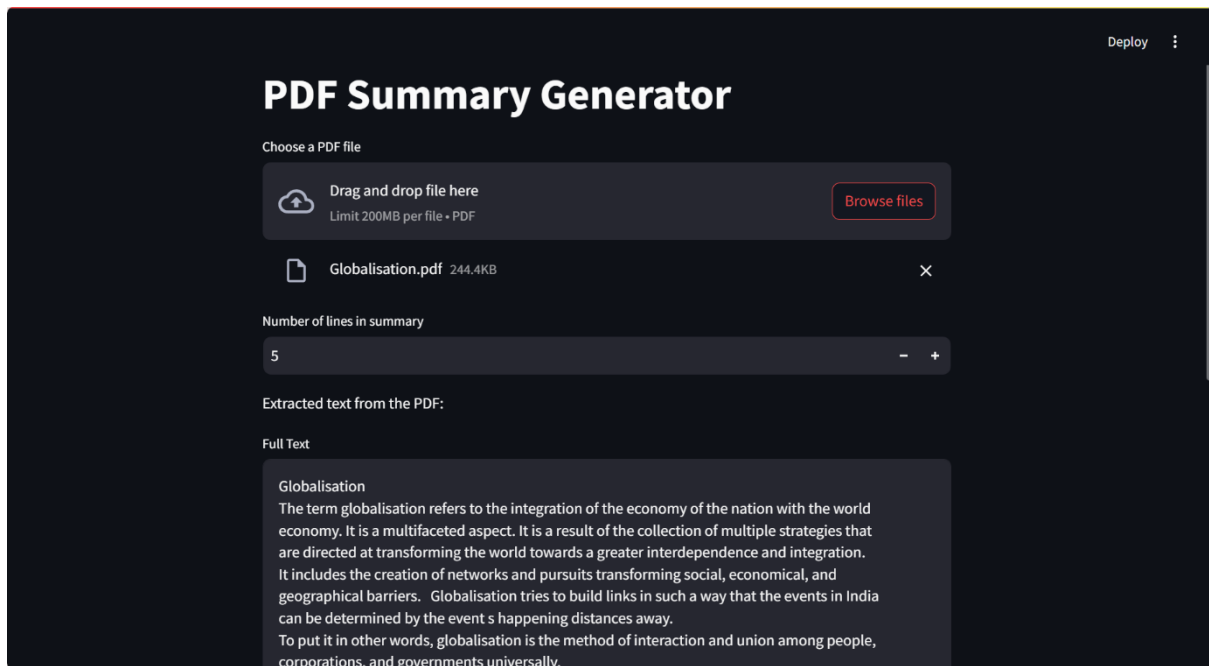 Deploy
PDF Summary Generator
Choose a PDF file
Drag and drop file here
Limit 200MB per file • PDF
Browse files
Globalisation.pdf 244.4KB
Number of lines in summary
5
Extracted text from the PDF:
Full Text
Globalisation
The term globalisation refers to the integration of the economy of the nation with the world
economy. It is a multifaceted aspect. It is a result of the collection of multiple strategies that
are directed at transforming the world towards a greater interdependence and integration.
It includes the creation of networks and pursuits transforming social, economical, and
geographical barriers.   Globalisation tries to build links in such a way that the events in India
can be determined by the event s happening distances away.
To put it in other words, globalisation is the method of interaction and union among people,
corporations, and governments universally.